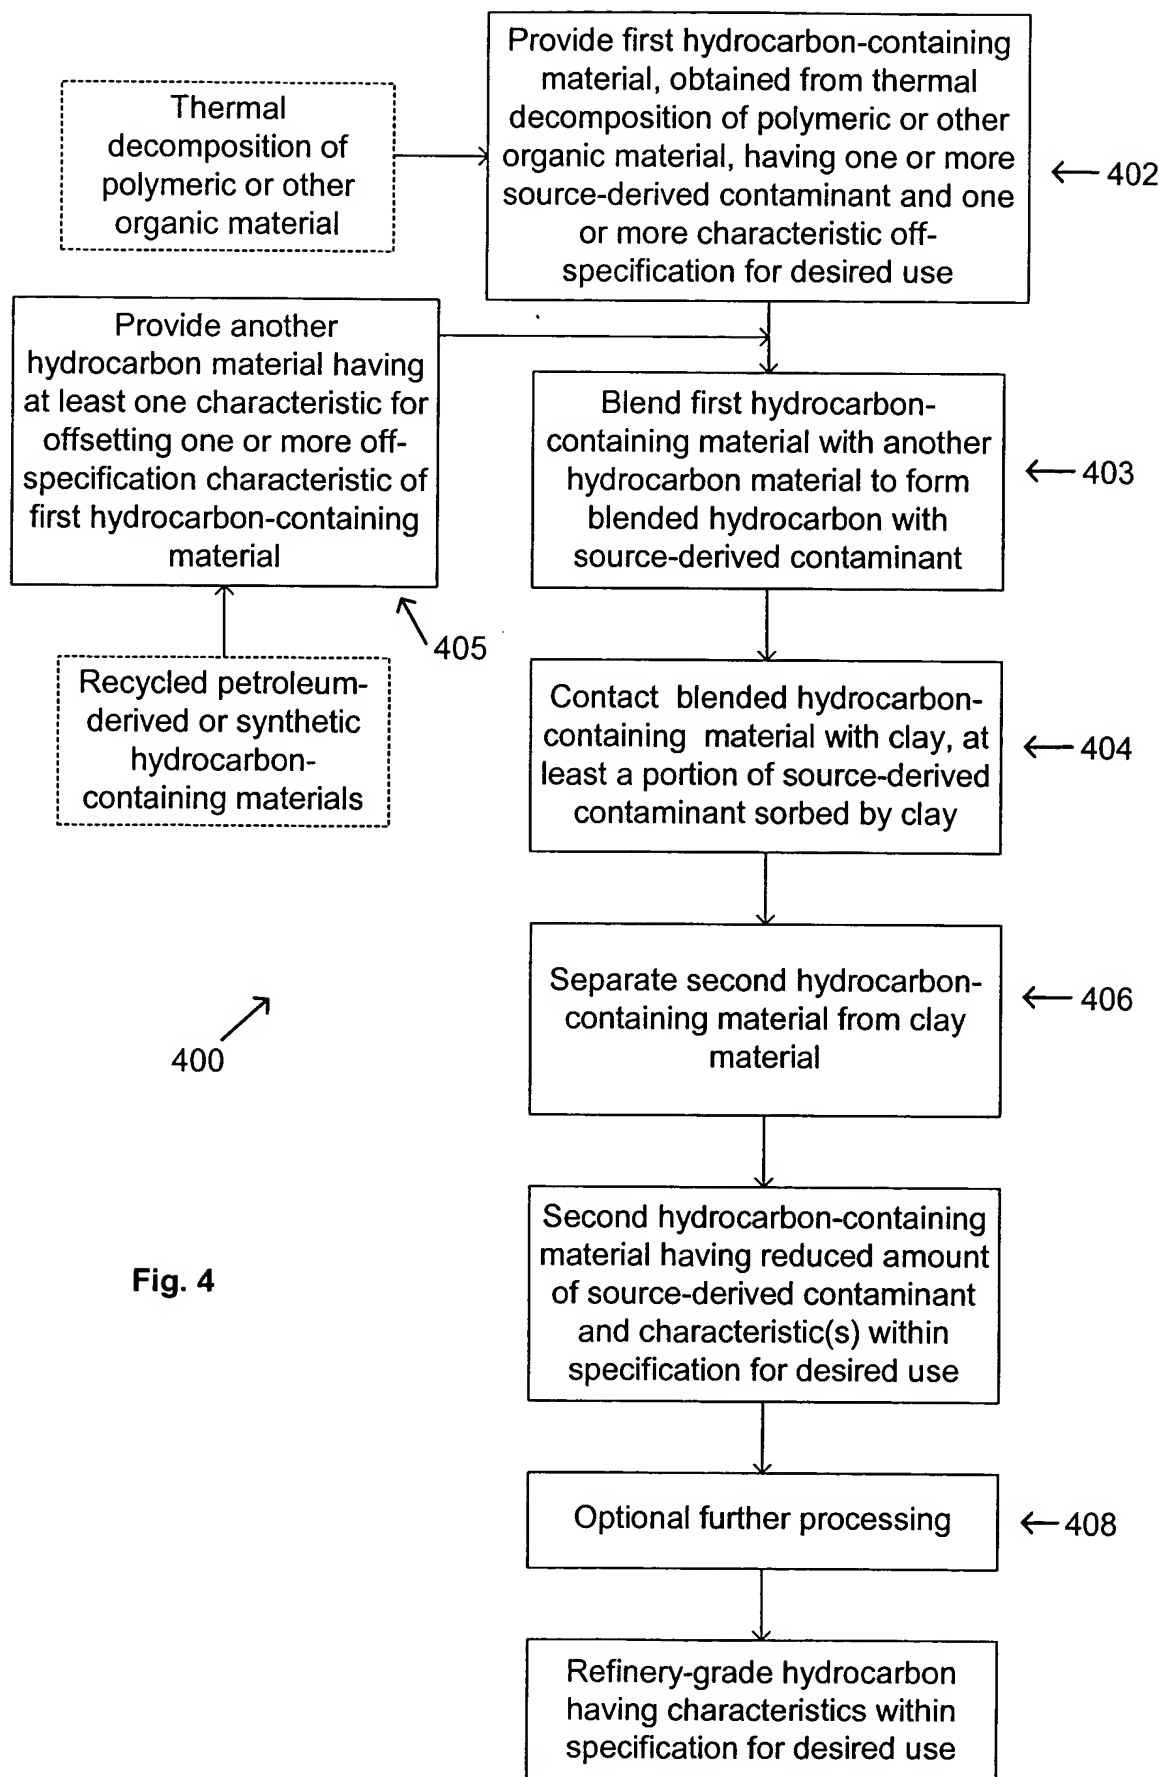 Provide first hydrocarbon-containing
material, obtained from thermal
decomposition of polymeric or other
organic material, having one or more
source-derived contaminant and one
or more characteristic off-
specification for desired use
402
Thermal
decomposition of
polymeric or other
organic material
Provide another
hydrocarbon material having
at least one characteristic for
offsetting one or more off-
specification characteristic of
first hydrocarbon-containing
material
405
Recycled petroleum-
derived or synthetic
hydrocarbon-
containing materials
Blend first hydrocarbon-
containing material with another
hydrocarbon material to form
blended hydrocarbon with
source-derived contaminant
403
Contact blended hydrocarbon-
containing material with clay, at
least a portion of source-derived
contaminant sorbed by clay
404
Separate second hydrocarbon-
containing material from clay
material
406
400
Second hydrocarbon-containing
material having reduced amount
of source-derived contaminant
and characteristic(s) within
specification for desired use
Fig. 4
Optional further processing
408
Refinery-grade hydrocarbon
having characteristics within
specification for desired use